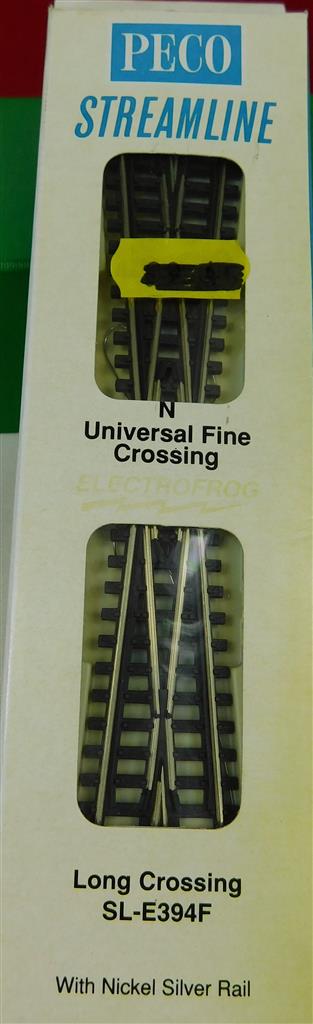 PECO
STREAMLINE
N
Universal Fine
Crossing
ELECTROFROG
Long Crossing
SL-E394F
With Nickel Silver Rail